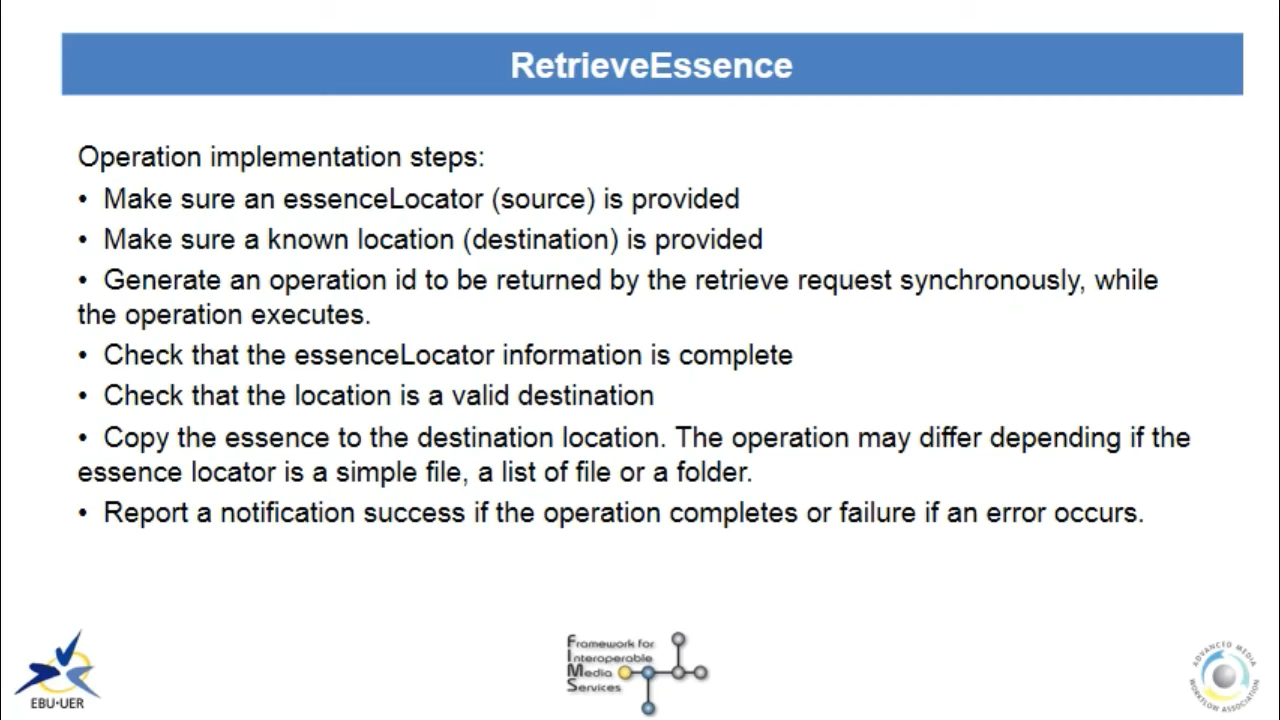 RetrieveEssence
Operation implementation steps:
• Make sure an essenceLocator (source) is provided
• Make sure a known location (destination) is provided
• Generate an operation id to be returned by the retrieve request synchronously, while
the operation executes.
• Check that the essenceLocator information is complete
• Check that the location is a valid destination
• Copy the essence to the destination location. The operation may differ depending if the
essence locator is a simple file, a list of file or a folder.
• Report a notification success if the operation completes or failure if an error occurs.
EBU•UER
Framework for
Interoperable
Media
Services
ADVANCED MEDIA
WORKFLOW ASSOCIATION